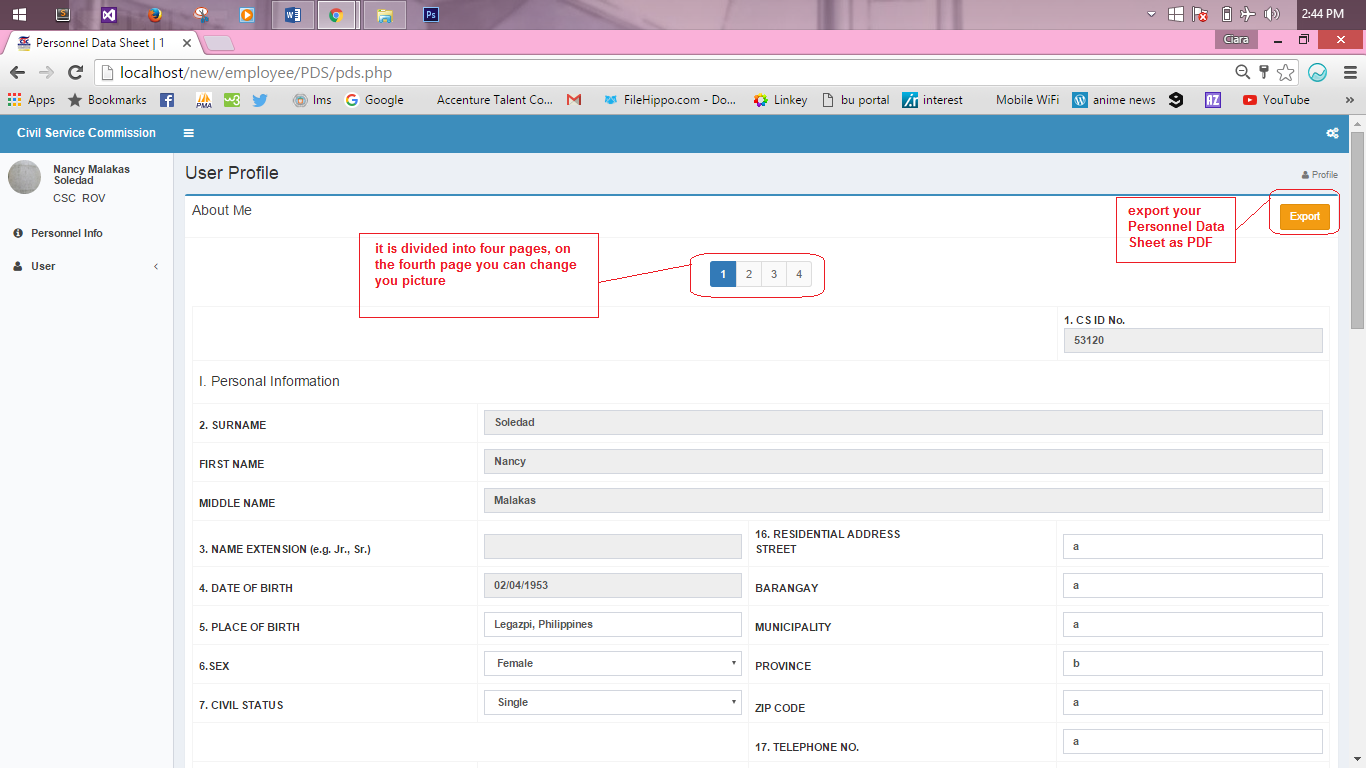 Ps
2:44 PM
Personnel Data Sheet | 1
Ciara
localhost/new/employee/PDS/pds.php
Apps
Bookmarks
PMA
lms
Google
Accenture Talent Co...
FileHippo.com - Do...
Linkey
bu portal
interest
Mobile WiFi
anime news
9
AZ
YouTube
»
Civil Service Commission
Nancy Malakas
Soledad
CSC ROV
Personnel Info
User
User Profile
Profile
About Me
Export
export your
Personnel Data
Sheet as PDF
it is divided into four pages, on
the fourth page you can change
you picture
1 2 3 4
1. CS ID No.
53120
I. Personal Information
2. SURNAME
Soledad
FIRST NAME
Nancy
MIDDLE NAME
Malakas
3. NAME EXTENSION (e.g. Jr., Sr.)
16. RESIDENTIAL ADDRESS
STREET
a
4. DATE OF BIRTH
02/04/1953
BARANGAY
a
5. PLACE OF BIRTH
Legazpi, Philippines
MUNICIPALITY
a
6.SEX
Female
PROVINCE
b
7. CIVIL STATUS
Single
ZIP CODE
a
17. TELEPHONE NO.
a